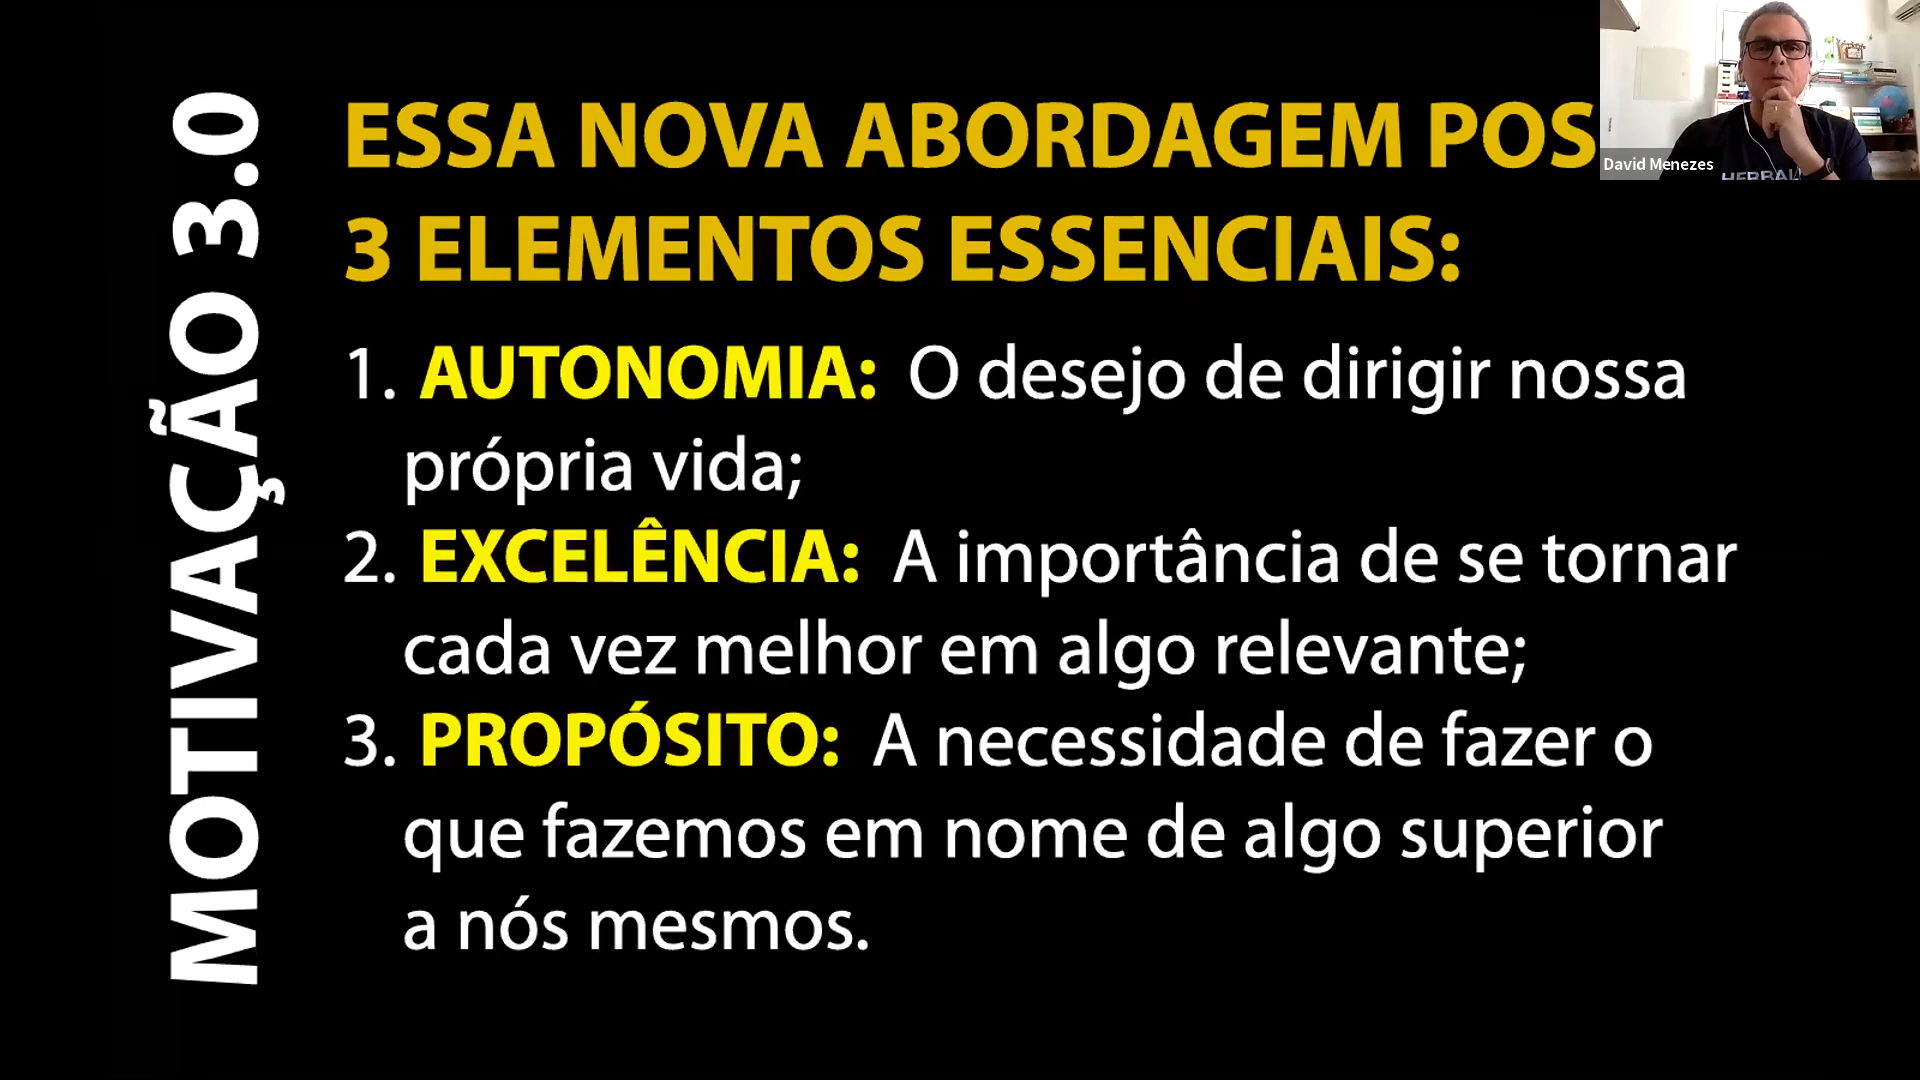 MOTIVAÇÃO 3.0
ESSA NOVA ABORDAGEM POS
3 ELEMENTOS ESSENCIAIS:
1. AUTONOMIA: O desejo de dirigir nossa
própria vida;
2. EXCELÊNCIA: A importância de se tornar
cada vez melhor em algo relevante;
3. PROPÓSITO: A necessidade de fazer o
que fazemos em nome de algo superior
a nós mesmos.
David Menezes
HERBAL